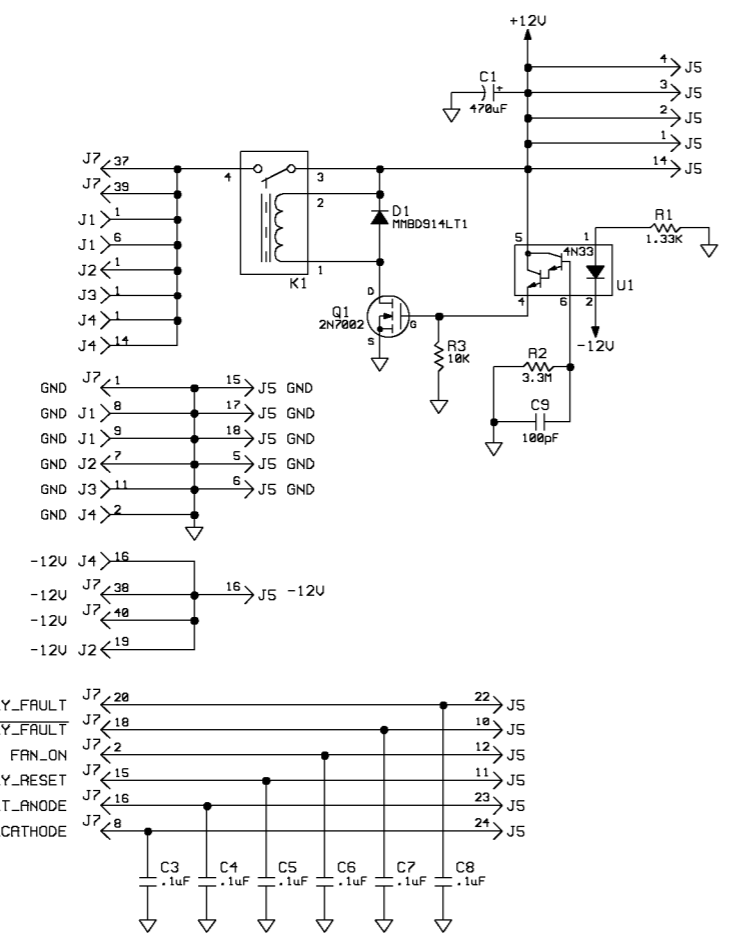 +12V
4 J5
C1 + 3 J5
470uF
2 J5
1 J5
J7 37 4 3 14 J5
J7 39
2
J1 1 D1 5 1 R1
MMBD914LT1 4N33 1.33K
J1 6
J2 1 1
K1 U1
J3 1 D 4 6 2
Q1
2N7002 G
J4 1 S -12V
J4 14 R3
10K R2
3.3M
GND J7 1 15 J5 GND
GND J1 8 17 J5 GND C9
GND J1 9 18 J5 GND 100pF
GND J2 7 5 J5 GND
GND J3 11 6 J5 GND
GND J4 2
-12V J4 16
-12V J7 38 16 J5 -12V
-12V J7 40
-12V J2 19
Y_FAULT J7 20 22 J5
Y_FAULT J7 18 10 J5
FAN_ON J7 2 12 J5
Y_RESET J7 15 11 J5
T_ANODE J7 16 23 J5
CATHODE J7 8 24 J5
C3 C4 C5 C6 C7 C8
.1uF .1uF .1uF .1uF .1uF .1uF